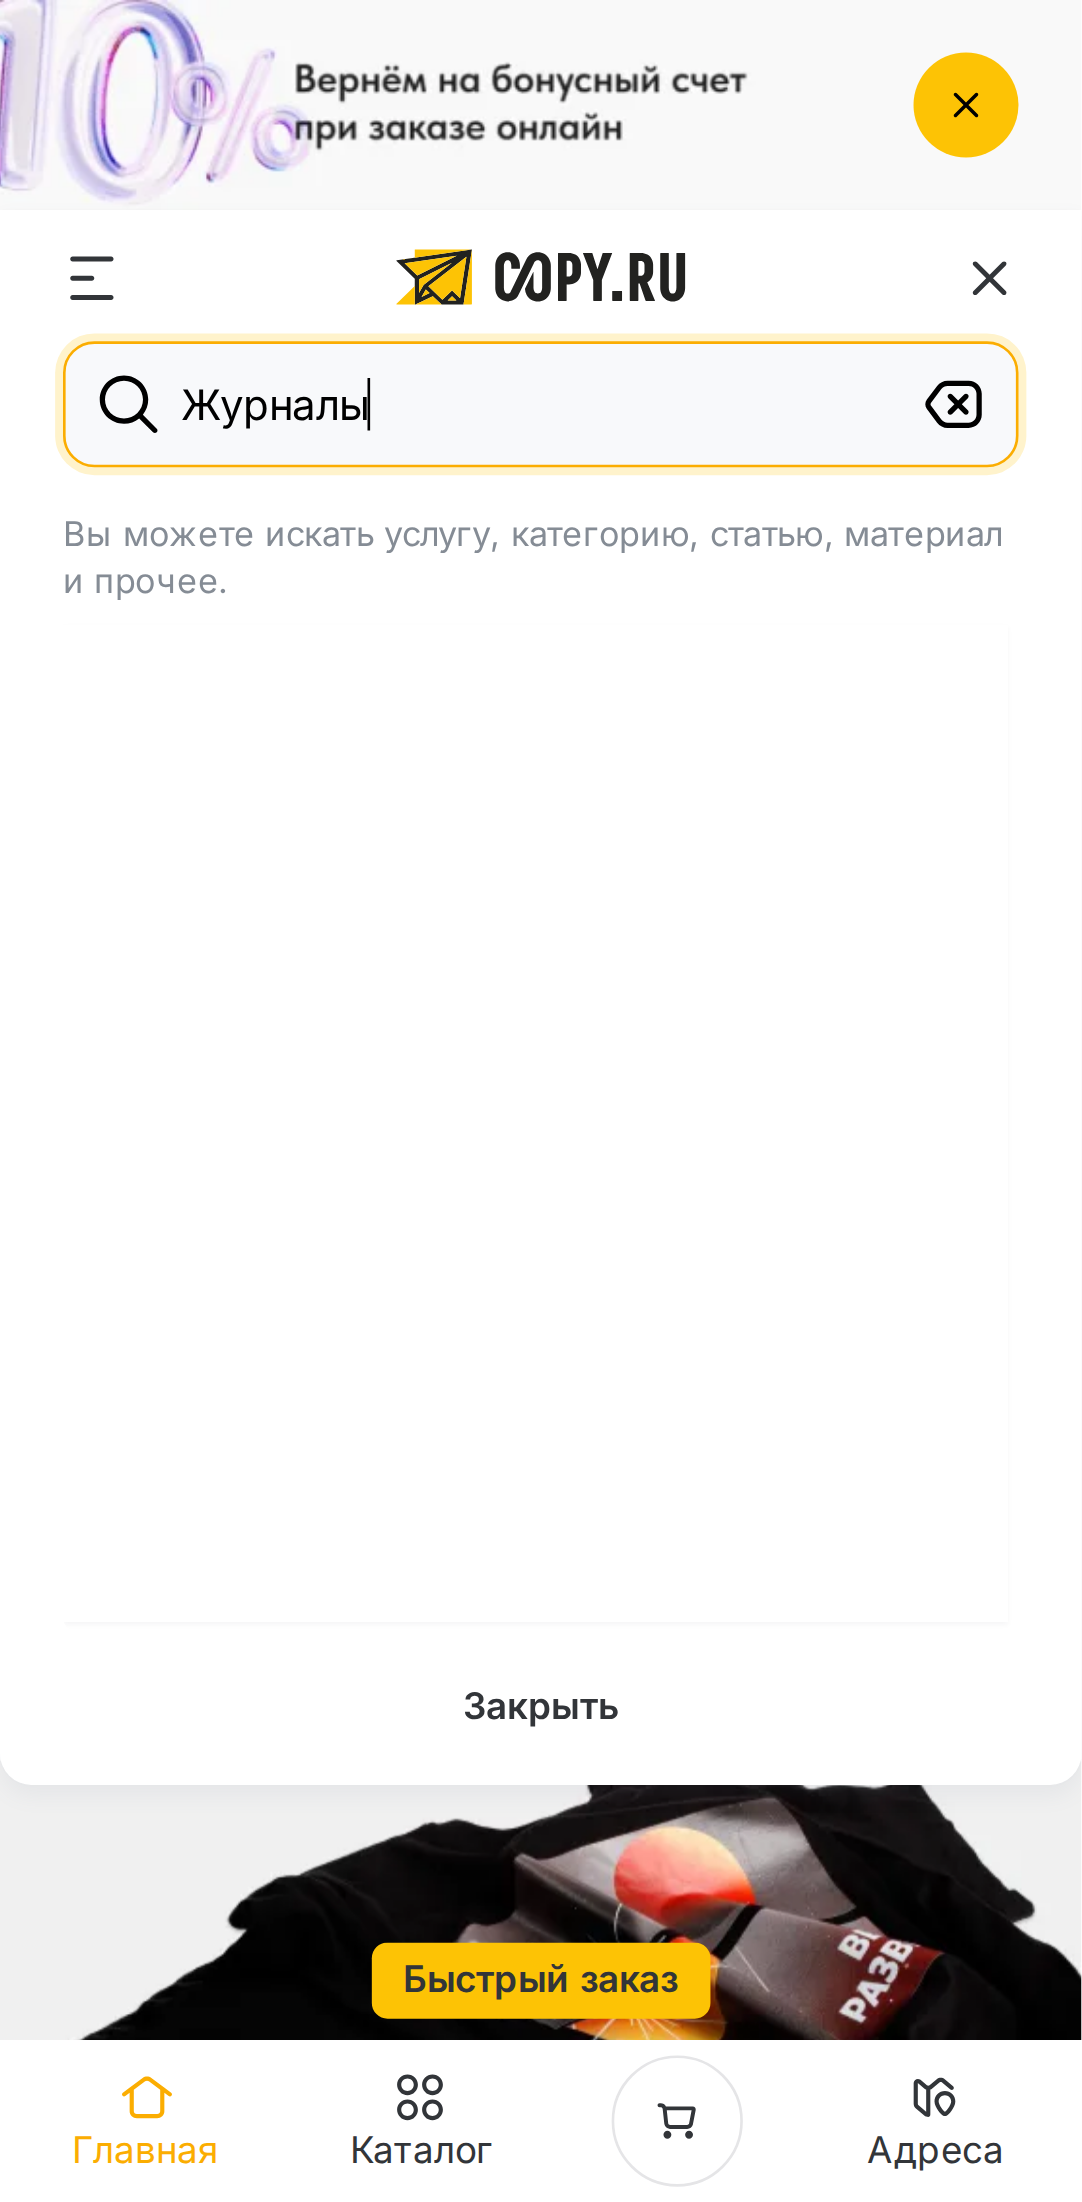 10%
Вернём на бонусный счет
при заказе онлайн
COPY.RU
Журналы
Вы можете искать услугу, категорию, статью, материал
и прочее.
Закрыть
РАЗВ
Быстрый заказ
Главная
Каталог
Адреса